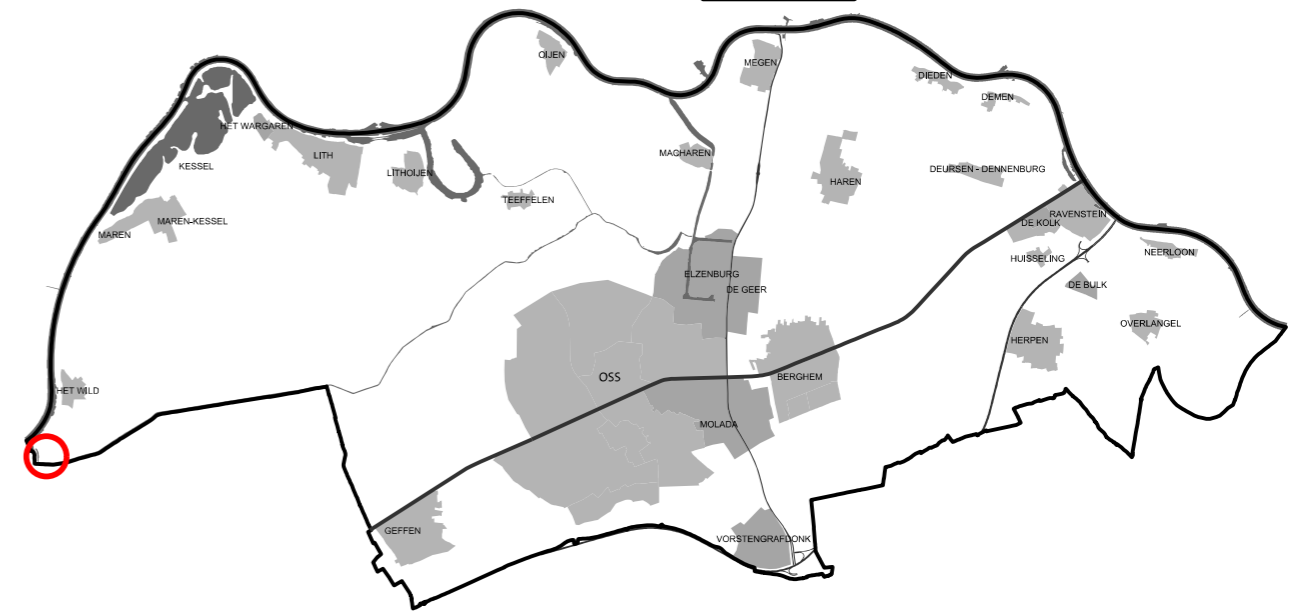 OIJEN
MEGEN
DIEDEN
DEMEN
HET WARGAREN
LITH
KESSEL
LITHOIJEN
MACHAREN
HAREN
DEURSEN - DENNENBURG
TEEFFELEN
MAREN-KESSEL
MAREN
RAVENSTEIN
DE KOLK
NEERLOON
HUISSELING
ELZENBURG
DE GEER
DE BULK
OVERLANGEL
HERPEN
OSS
BERGHEM
HET WILD
MOLADA
GEFFEN
VORSTENGRAFDONK